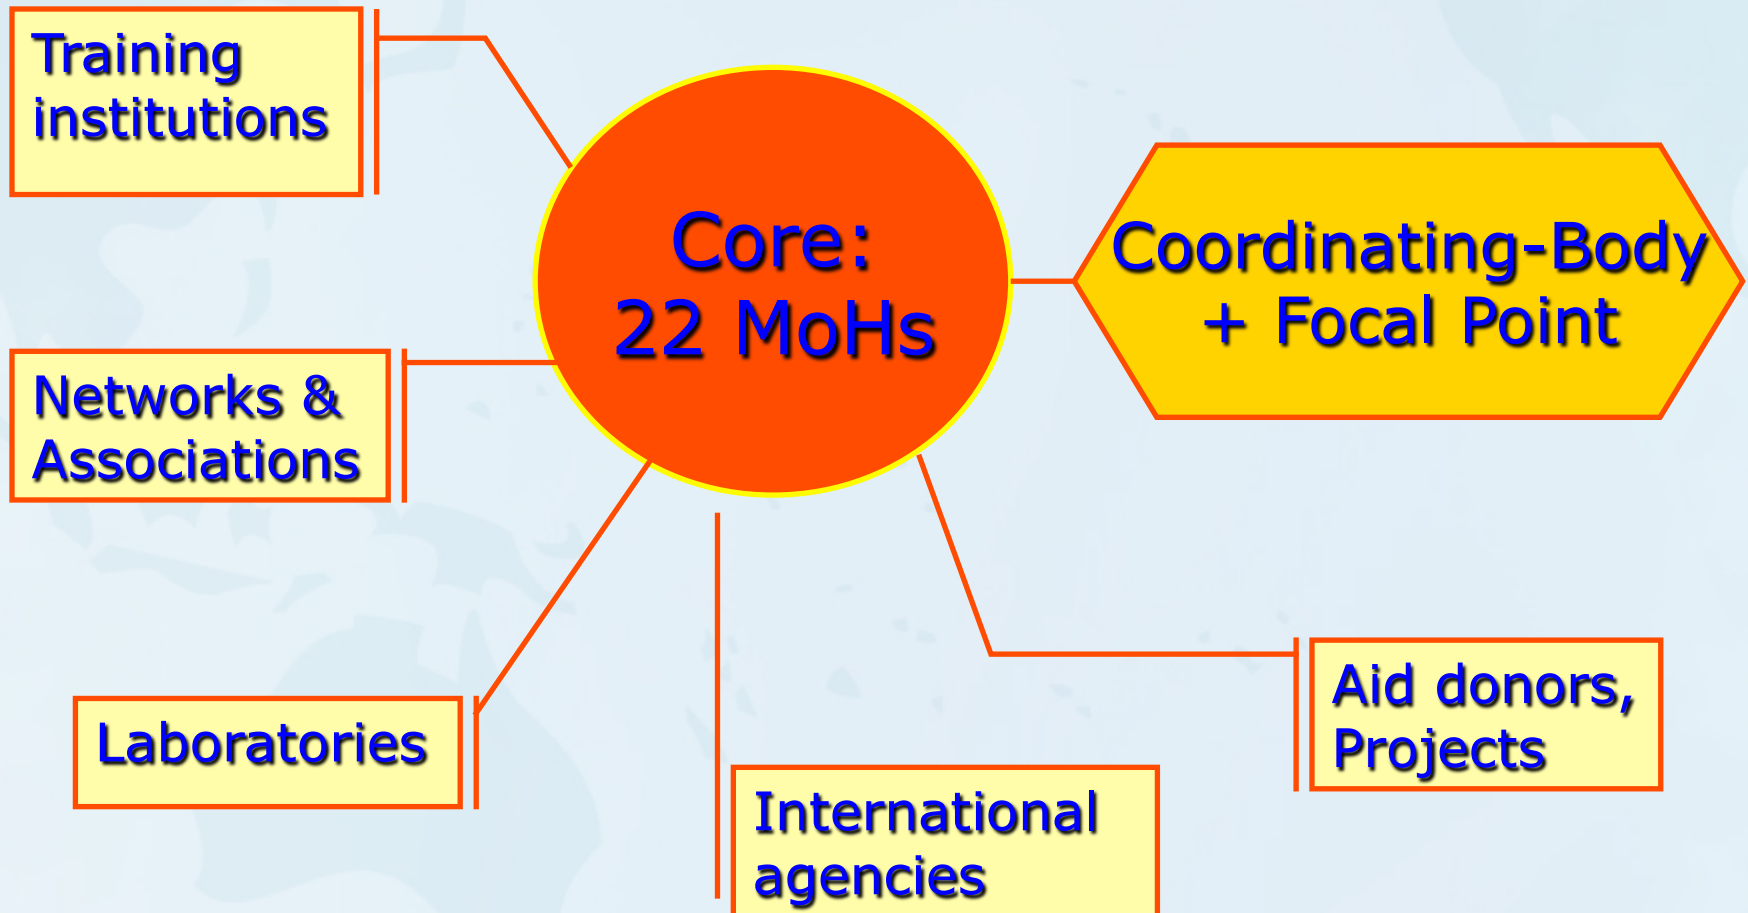 Training
institutions
Core:
22 MoHs
Coordinating-Body
+ Focal Point
Networks &
Associations
Laboratories
International
agencies
Aid donors,
Projects